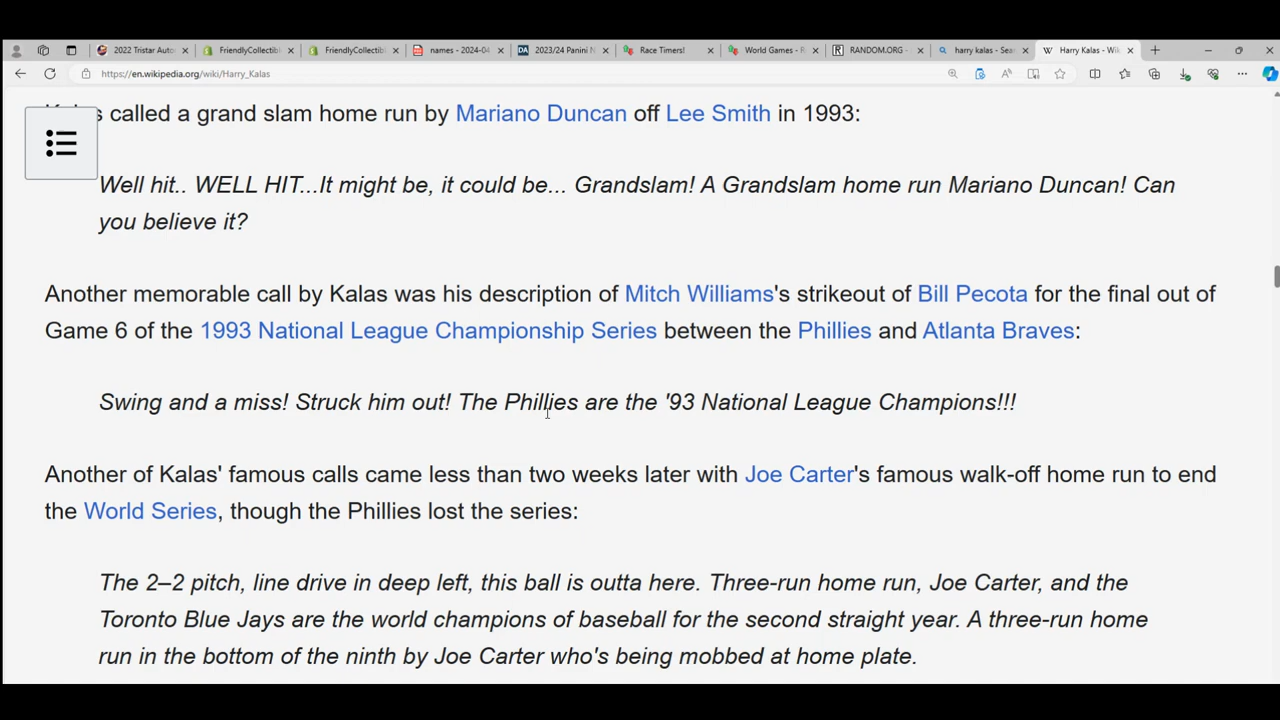 2022 Tristar Auto
FriendlyCollectibl
FriendlyCollectibl
names - 2024-04
2023/24 Panini N
Race Timers!
World Games - R
RANDOM.ORG -
harry kalas - Sea
Harry Kalas - Wik
https://en.wikipedia.org/wiki/Harry_Kalas
Kalas called a grand slam home run by Mariano Duncan off Lee Smith in 1993:
Well hit.. WELL HIT...It might be, it could be... Grandslam! A Grandslam home run Mariano Duncan! Can
you believe it?
Another memorable call by Kalas was his description of Mitch Williams's strikeout of Bill Pecota for the final out of
Game 6 of the 1993 National League Championship Series between the Phillies and Atlanta Braves:
Swing and a miss! Struck him out! The Phillies are the '93 National League Champions!!!
Another of Kalas' famous calls came less than two weeks later with Joe Carter's famous walk-off home run to end
the World Series, though the Phillies lost the series:
The 2–2 pitch, line drive in deep left, this ball is outta here. Three-run home run, Joe Carter, and the
Toronto Blue Jays are the world champions of baseball for the second straight year. A three-run home
run in the bottom of the ninth by Joe Carter who's being mobbed at home plate.